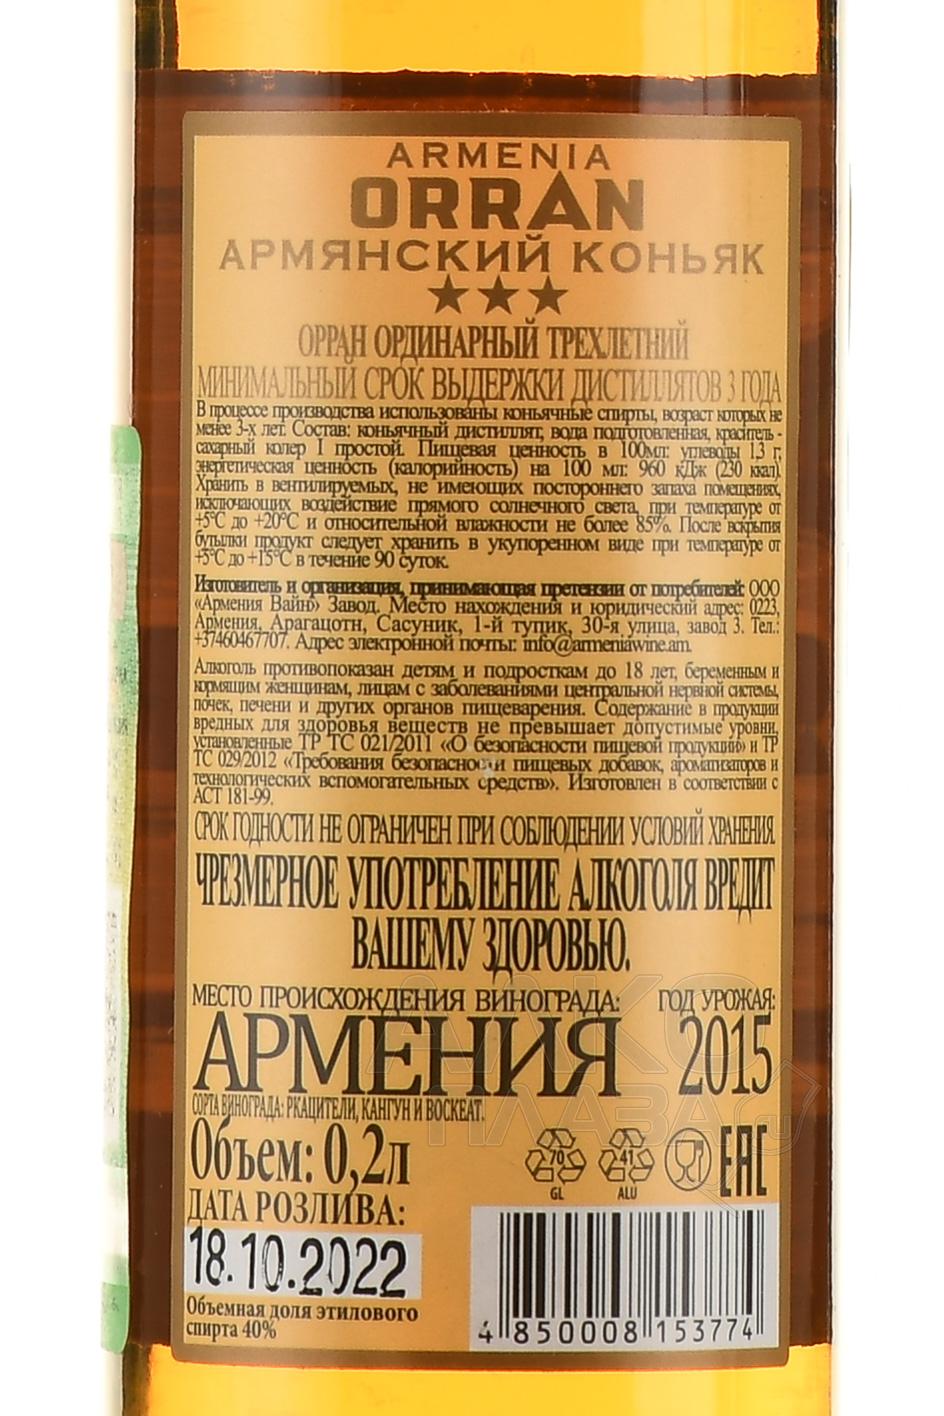 ARMENIA
ORRAN
АРМЯНСКИЙ КОНЬЯК
★★★
ОРРАН ОРДИНАРНЫЙ ТРЕХЛЕТНИЙ
МИНИМАЛЬНЫЙ СРОК ВЫДЕРЖКИ ДИСТИЛЛЯТОВ 3 ГОДА
В процессе производства использованы коньячные спирты, возраст которых не
менее 3-х лет. Состав: коньячный дистиллят, вода подготовленная, краситель -
сахарный колер I простой. Пищевая ценность в 100мл: углеводы 1,3 г;
энергетическая ценность (калорийность) на 100 мл: 960 кДж (230 ккал).
Хранить в вентилируемых, не имеющих постороннего запаха помещениях,
исключающих воздействие прямого солнечного света, при температуре от
+5°С до +20°С и относительной влажности не более 85%. После вскрытия
бутылки продукт следует хранить в укупоренном виде при температуре от
+5°С до +15°С в течение 90 суток.
Изготовитель и организация, принимающая претензии от потребителей: ООО
«Армения Вайн» Завод. Место нахождения и юридический адрес: 0223,
Армения, Арагацотн, Сасуник, 1-й тупик, 30-я улица, завод 3. Тел.:
+37460467707. Адрес электронной почты: info@armeniawine.am.
Алкоголь противопоказан детям и подросткам до 18 лет, беременным и
кормящим женщинам, лицам с заболеваниями центральной нервной системы,
почек, печени и других органов пищеварения. Содержание в продукции
вредных для здоровья веществ не превышает допустимые уровни,
установленные ТР ТС 021/2011 «О безопасности пищевой продукции» и ТР
ТС 029/2012 «Требования безопасности пищевых добавок, ароматизаторов и
технологических вспомогательных средств». Изготовлен в соответствии с
АСТ 181-99.
СРОК ГОДНОСТИ НЕ ОГРАНИЧЕН ПРИ СОБЛЮДЕНИИ УСЛОВИЙ ХРАНЕНИЯ.
ЧРЕЗМЕРНОЕ УПОТРЕБЛЕНИЕ АЛКОГОЛЯ ВРЕДИТ
ВАШЕМУ ЗДОРОВЬЮ.
МЕСТО ПРОИСХОЖДЕНИЯ ВИНОГРАДА: ГОД УРОЖАЯ:
АРМЕНИЯ 2015
СОРТА ВИНОГРАДА: РКАЦИТЕЛИ, КАНГУН И ВОСКЕАТ.
Объем: 0,2л
70 41
GL ALU
EAC
ДАТА РОЗЛИВА:
18.10.2022
Объемная доля этилового
спирта 40%
4 850008 153774
АЛКО
ПЛАЗА.ru